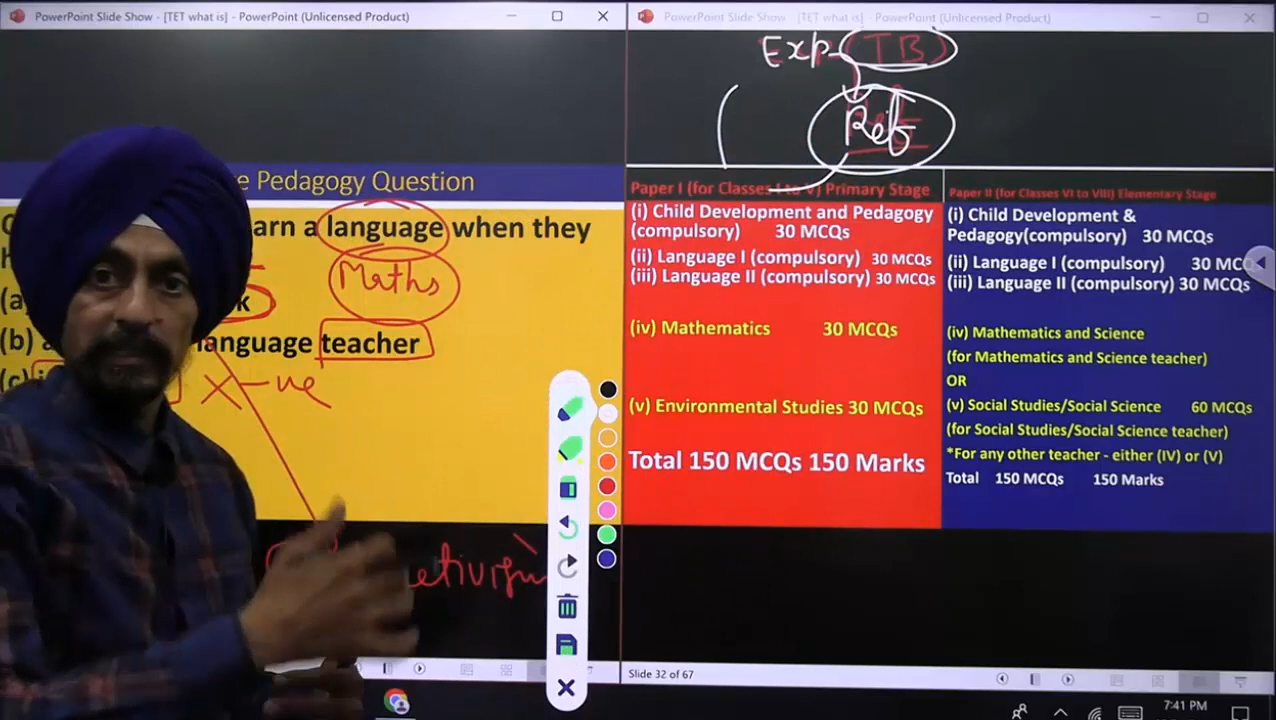 PowerPoint Slide Show - [TET what is] - PowerPoint (Unlicensed Product)
Pedagogy Question
a language when they
Maths
(b) language teacher
X -ve
PowerPoint Slide Show - [TET what is] - PowerPoint (Unlicensed Product)
Exp (TB)
Paper I (for Classes I to V) Primary Stage
(i) Child Development and Pedagogy
(compulsory) 30 MCQs
(ii) Language I (compulsory) 30 MCQs
(iii) Language II (compulsory) 30 MCQs
(iv) Mathematics 30 MCQs
(v) Environmental Studies 30 MCQs
Total 150 MCQs 150 Marks
Paper II (for Classes VI to VIII) Elementary Stage
(i) Child Development &
Pedagogy(compulsory) 30 MCQs
(ii) Language I (compulsory) 30
(iii) Language II (compulsory) 30 MCQs
(iv) Mathematics and Science
(for Mathematics and Science teacher)
OR
(v) Social Studies/Social Science 60 MCQs
(for Social Studies/Social Science teacher)
*For any other teacher - either (IV) or (V)
Total 150 MCQs 150 Marks
Slide 32 of 67
7:41 PM